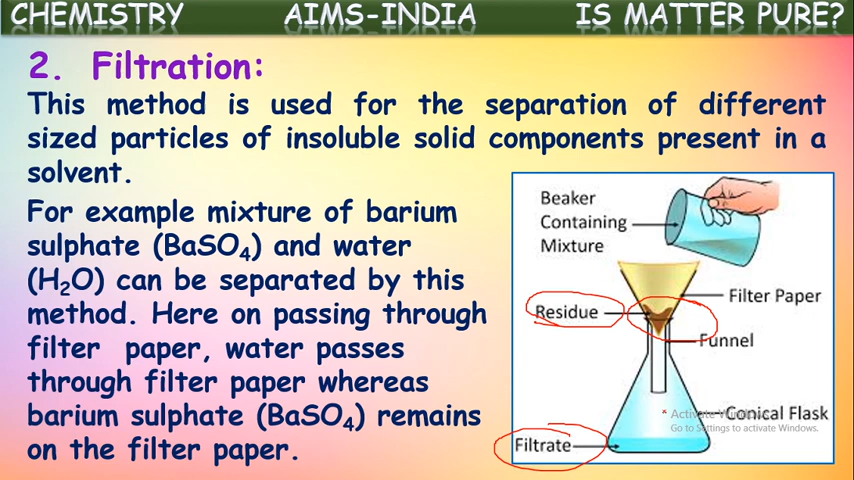 CHEMISTRY AIMS-INDIA IS MATTER PURE?
2. Filtration:
This method is used for the separation of different
sized particles of insoluble solid components present in a
solvent.
For example mixture of barium
sulphate (BaSO₄) and water
(H₂O) can be separated by this
method. Here on passing through
filter paper, water passes
through filter paper whereas
barium sulphate (BaSO₄) remains
on the filter paper.
Beaker
Containing
Mixture
Filter Paper
Residue
Funnel
Conical Flask
Activate Windows
Go to Settings to activate Windows.
Filtrate